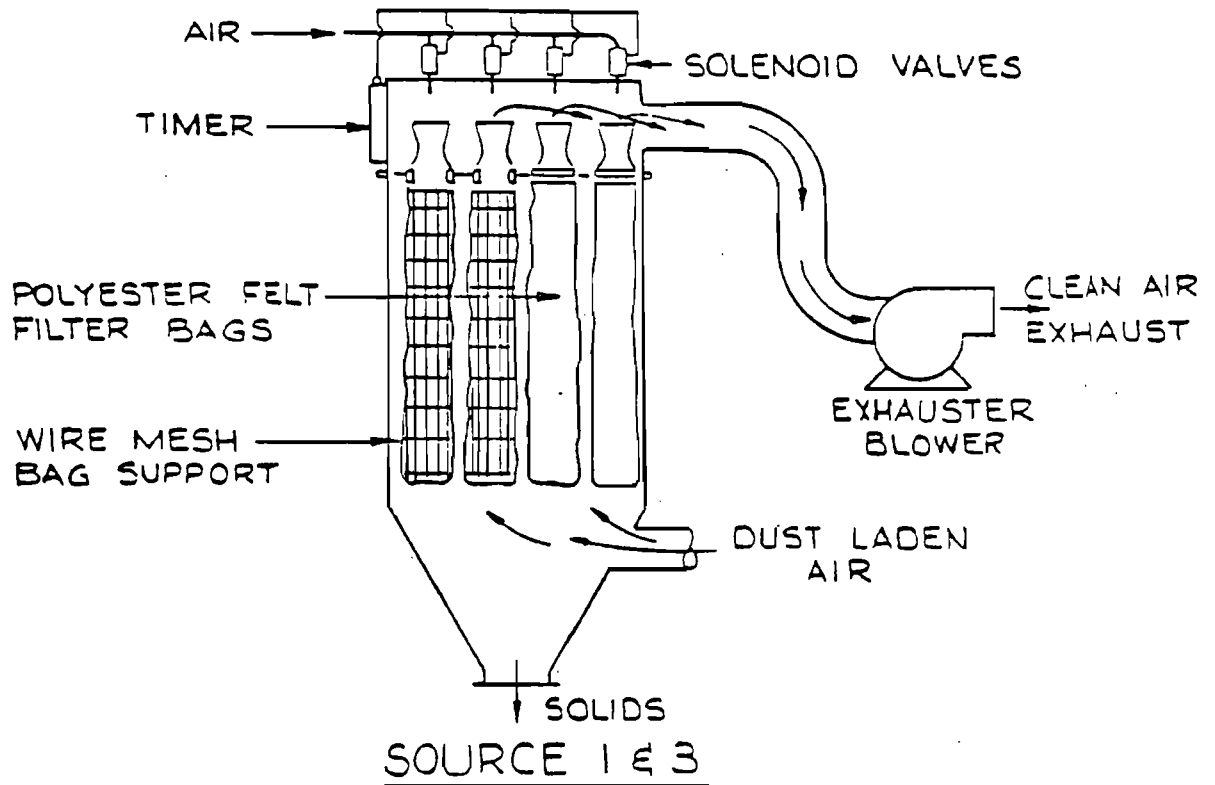 AIR
SOLENOID VALVES
TIMER
POLYESTER FELT
FILTER BAGS
CLEAN AIR
EXHAUST
EXHAUSTER
BLOWER
WIRE MESH
BAG SUPPORT
DUST LADEN
AIR
SOLIDS
SOURCE 1 & 3